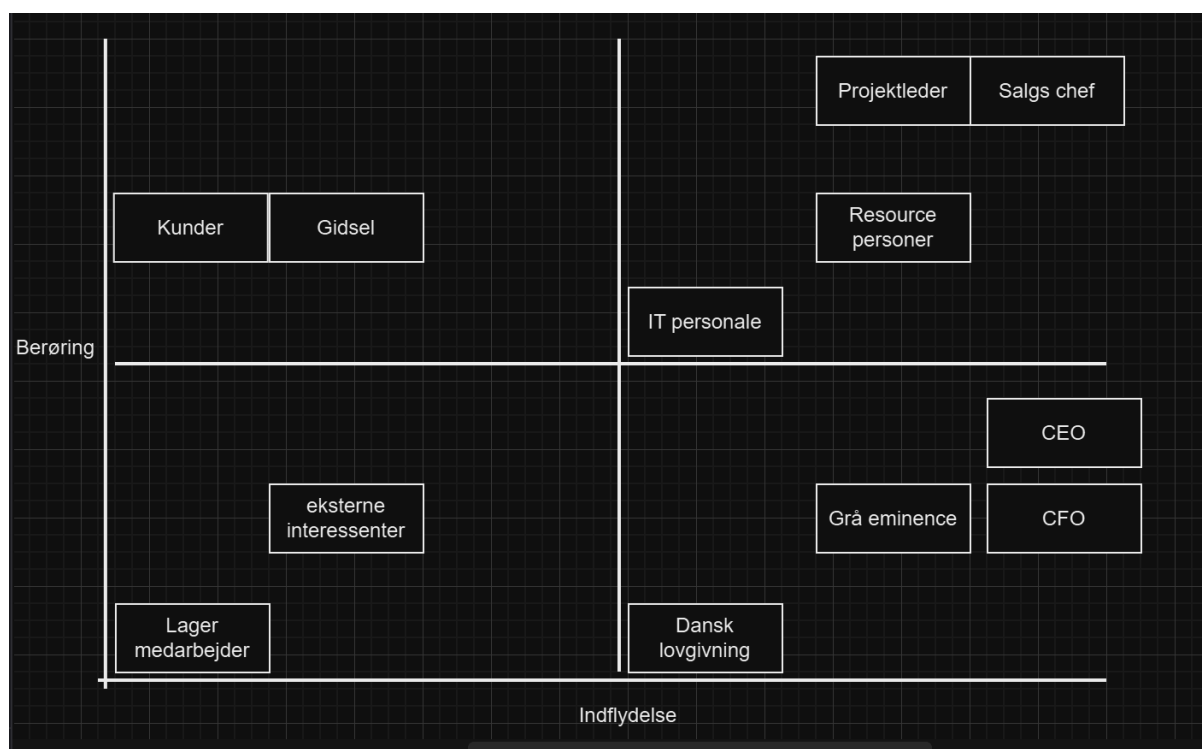 Projektleder
Salgs chef
Kunder
Gidsel
Resource
personer
IT personale
Berøring
CEO
eksterne
interessenter
Grå eminence
CFO
Lager
medarbejder
Dansk
lovgivning
Indflydelse